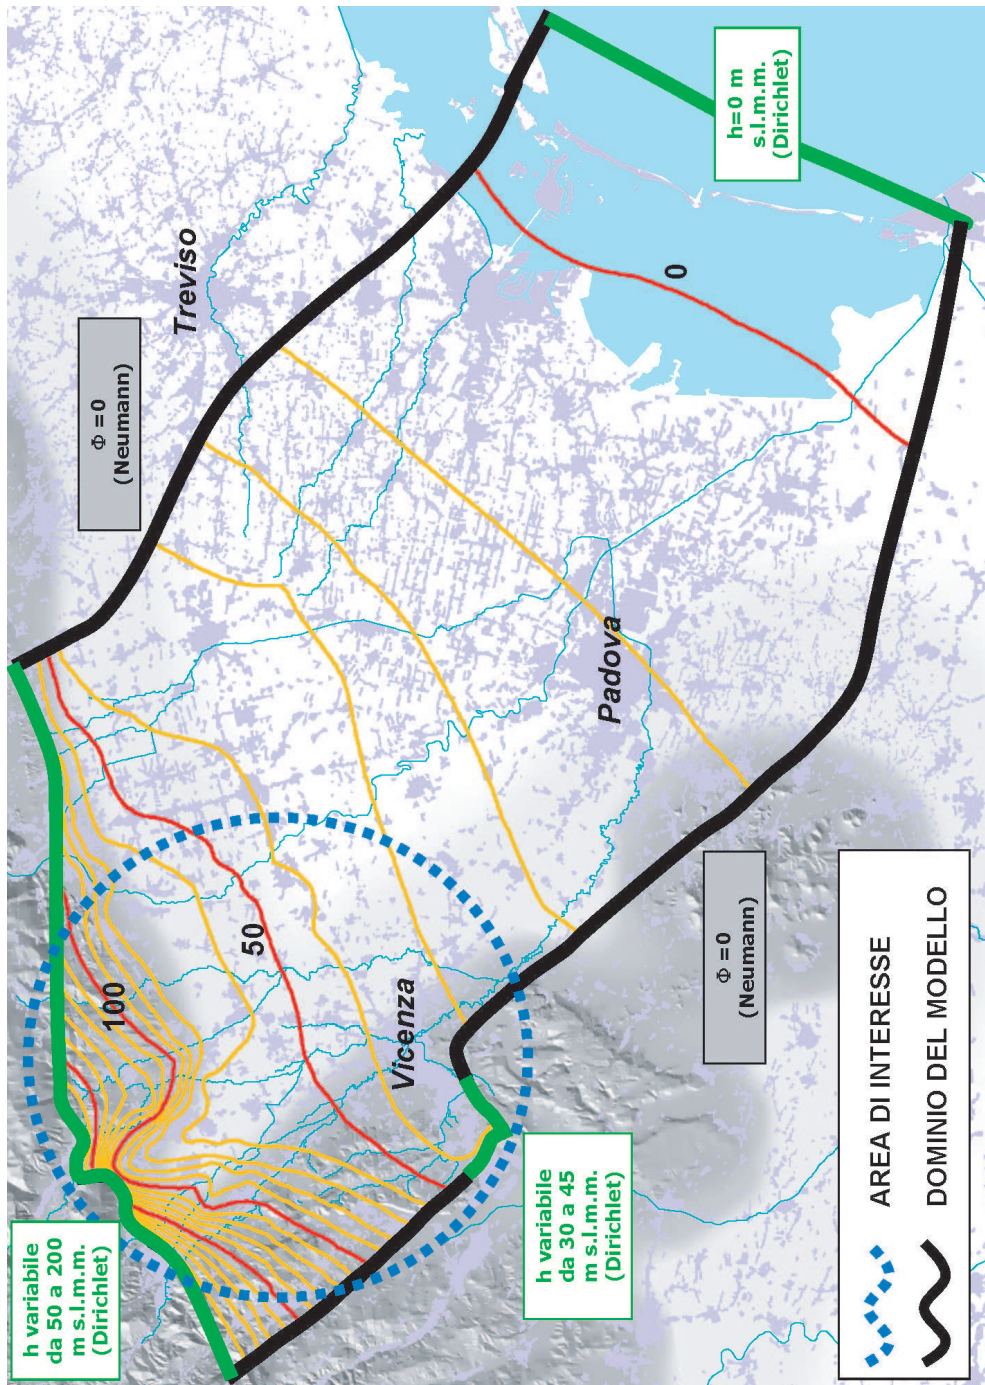 h variabile
da 50 a 200
m s.l.m.m.
(Dirichlet)
100
50
Vicenza
h variabile
da 30 a 45
m s.l.m.m.
(Dirichlet)
Φ =0
(Neumann)
Treviso
Padova
Φ =0
(Neumann)
0
h=0 m
s.l.m.m.
(Dirichlet)
AREA DI INTERESSE
DOMINIO DEL MODELLO